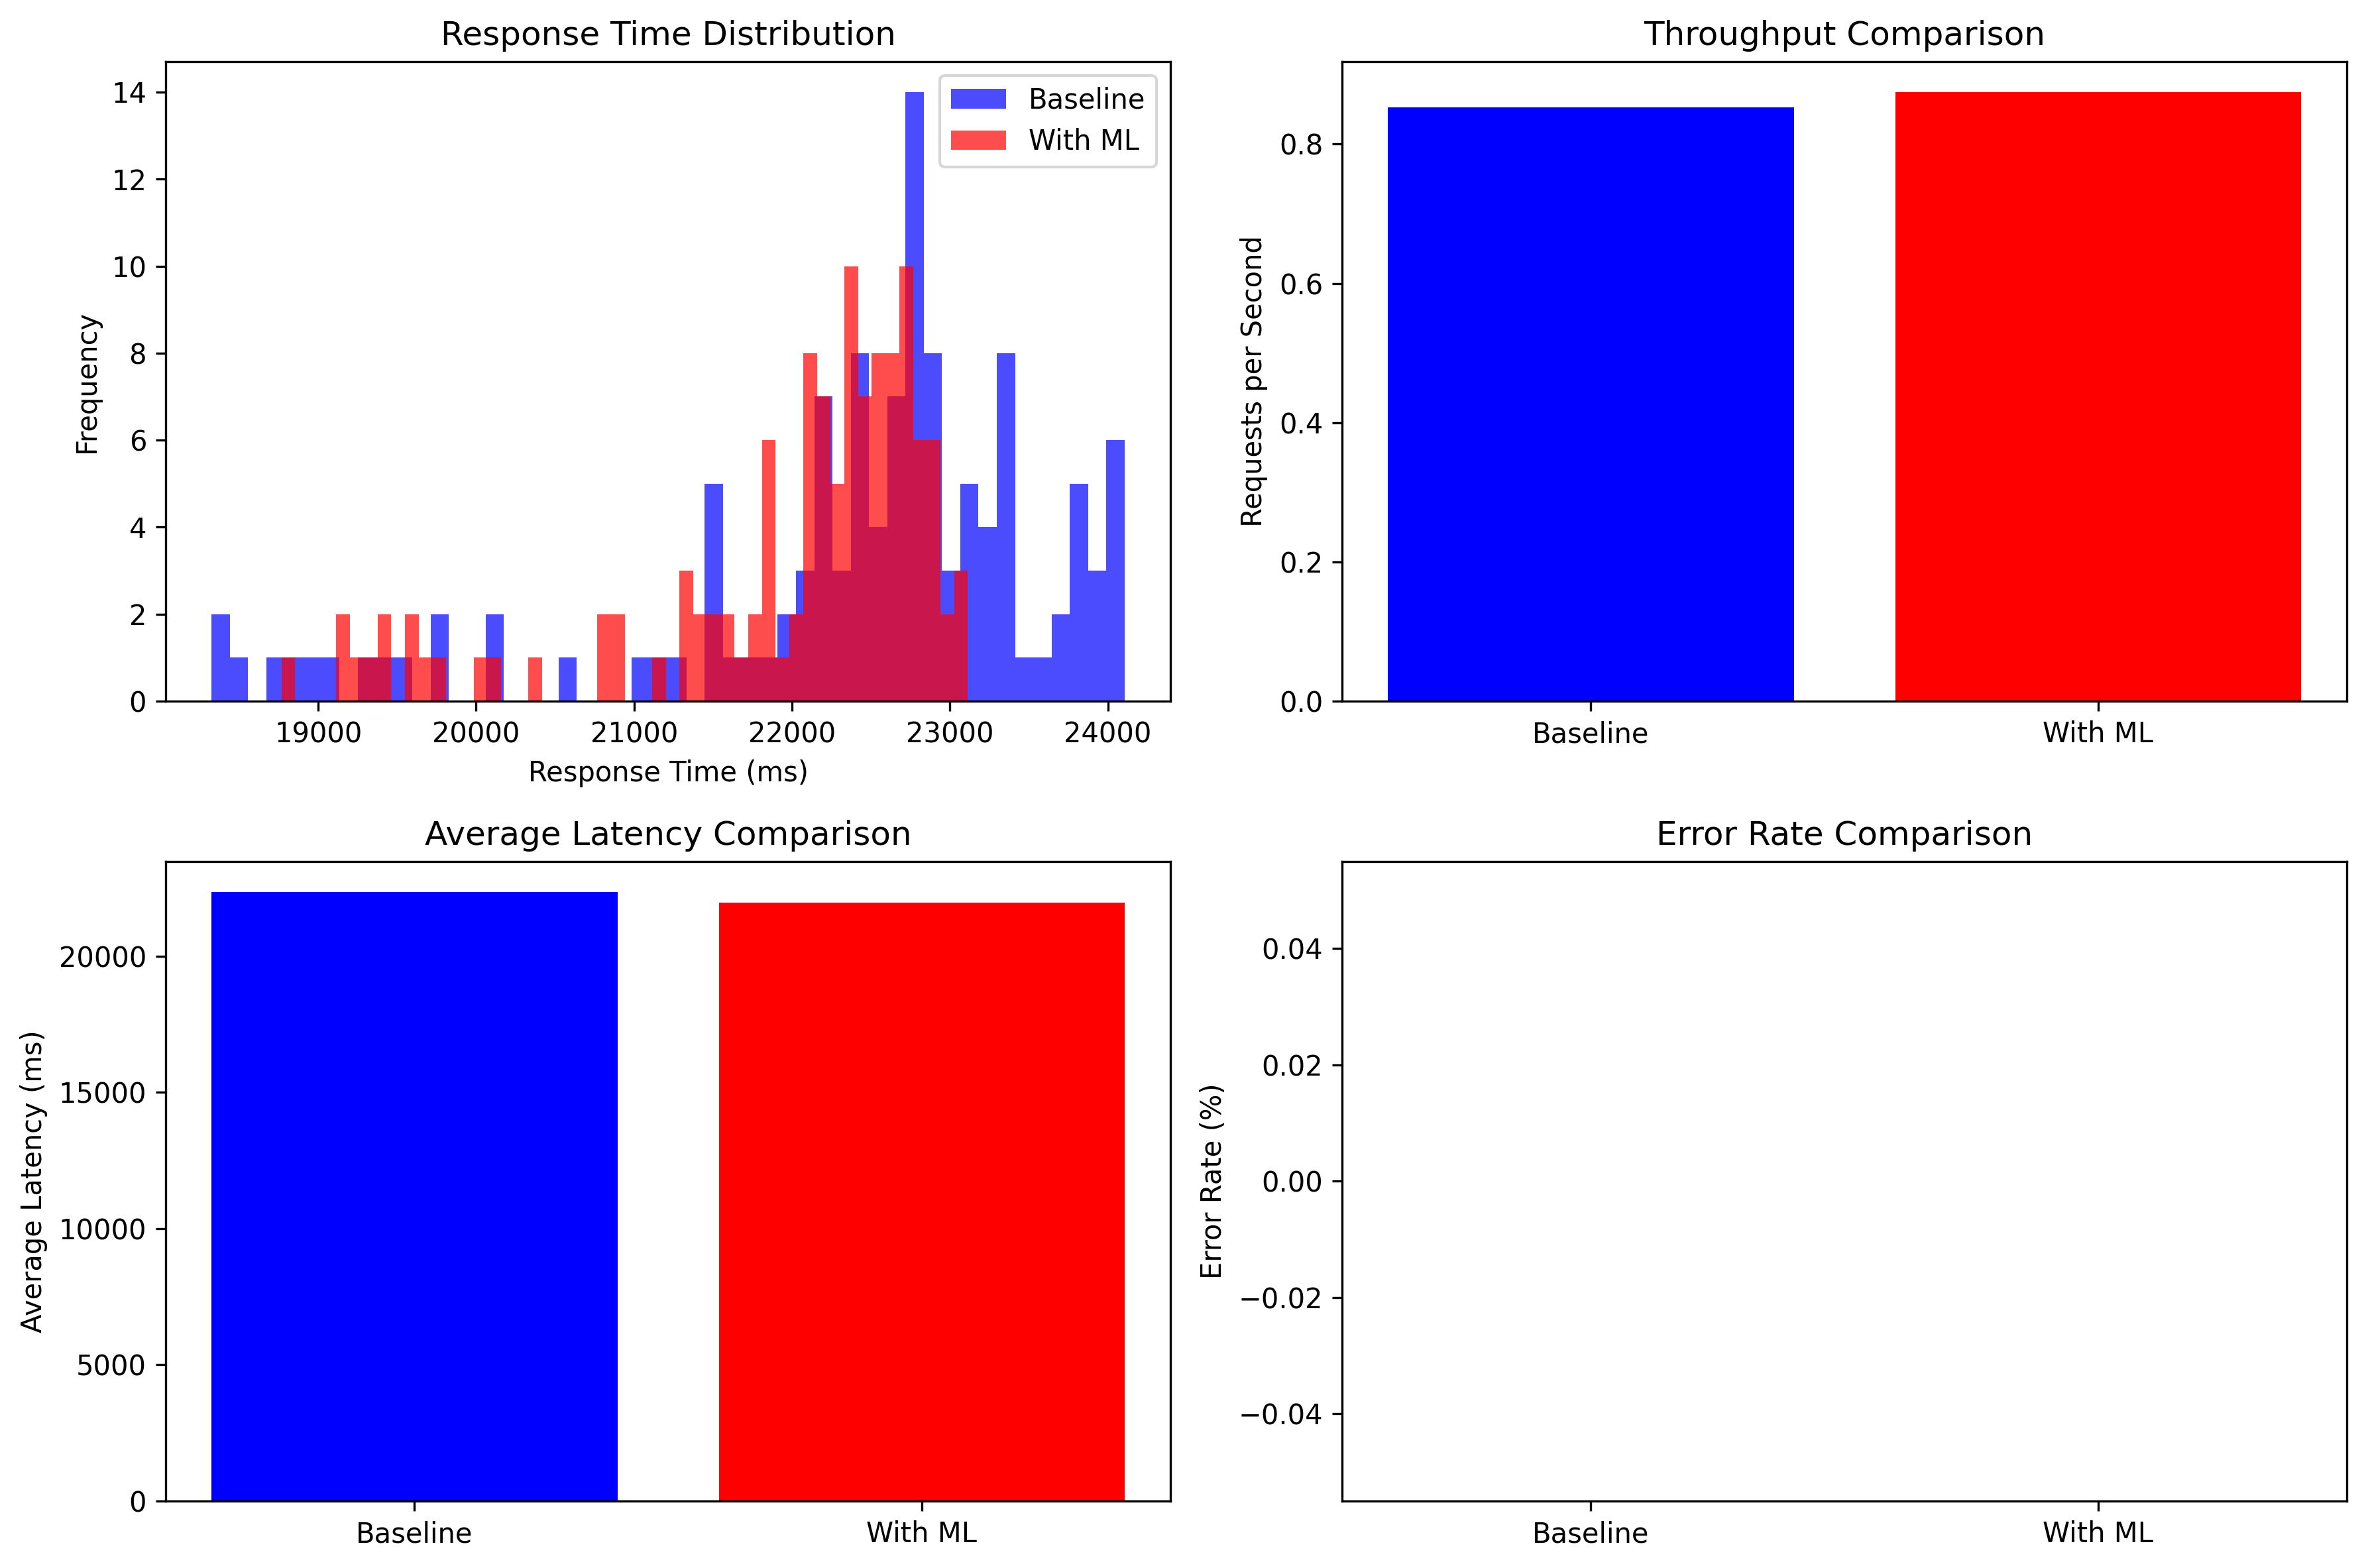 Response Time Distribution
Frequency
14
12
10
8
6
4
2
0
Baseline
With ML
19000 20000 21000 22000 23000 24000
Response Time (ms)
Throughput Comparison
Requests per Second
0.8
0.6
0.4
0.2
0.0
Baseline With ML
Average Latency Comparison
Average Latency (ms)
20000
15000
10000
5000
0
Baseline With ML
Error Rate Comparison
Error Rate (%)
0.04
0.02
0.00
−0.02
−0.04
Baseline With ML